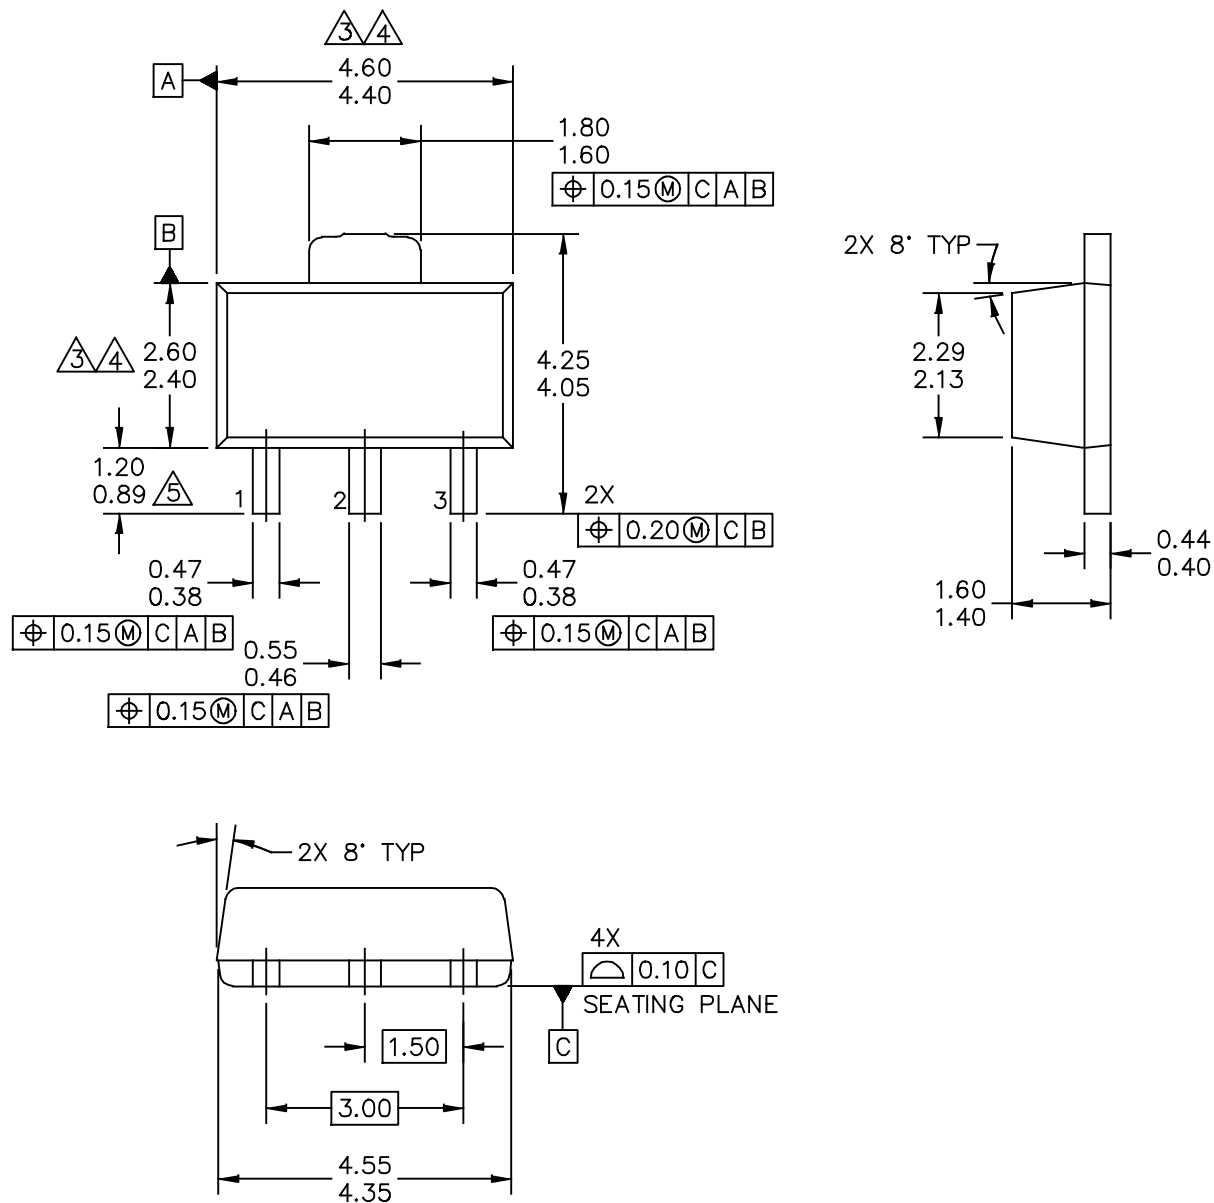 3 4
A
4.60
4.40
1.80
1.60
⌖ 0.15 Ⓜ C A B
B
2X 8° TYP
3 4
2.60
2.40
4.25
4.05
2.29
2.13
1.20
0.89 5
1
2
3
2X
⌖ 0.20 Ⓜ C B
0.47
0.38
⌖ 0.15 Ⓜ C A B
0.47
0.38
⌖ 0.15 Ⓜ C A B
0.44
0.40
1.60
1.40
0.55
0.46
⌖ 0.15 Ⓜ C A B
2X 8° TYP
4X
⌓ 0.10 C
SEATING PLANE
1.50
C
3.00
4.55
4.35